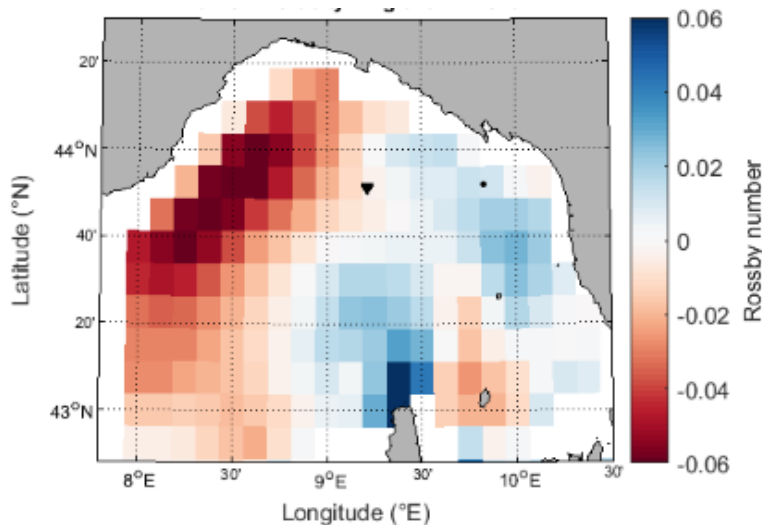 20'
44°N
40'
20'
43°N
Latitude (°N)
8°E
30'
9°E
30'
10°E
30'
Longitude (°E)
0.06
0.04
0.02
0
-0.02
-0.04
-0.06
Rossby number